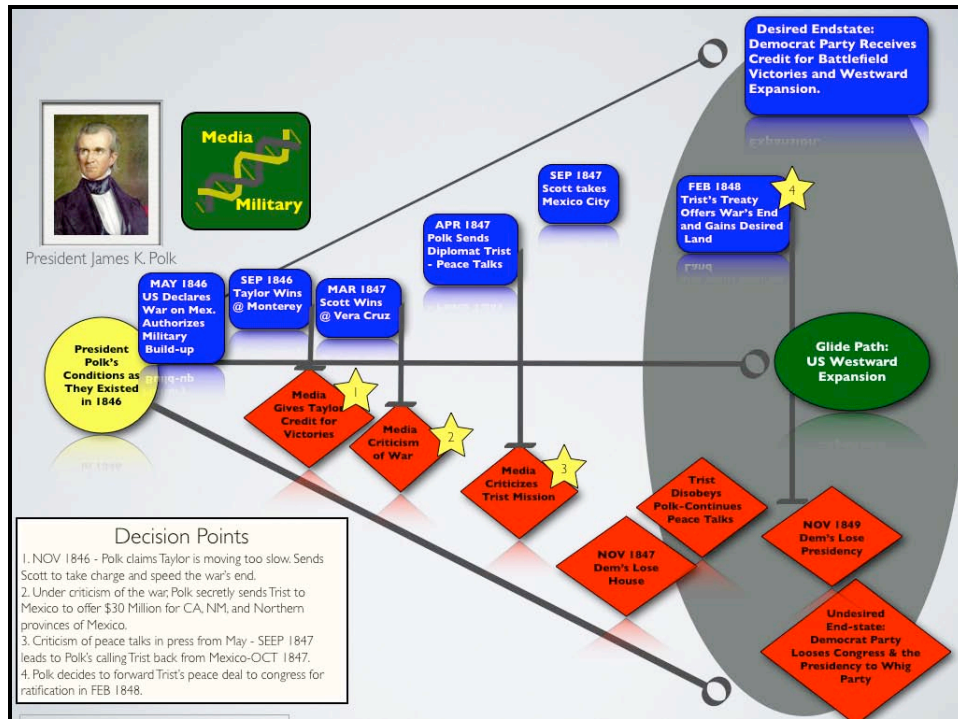 Desired Endstate:
Democrat Party Receives
Credit for Battlefield
Victories and Westward
Expansion.
Media
Military
President James K. Polk
SEP 1847
Scott takes
Mexico City
FEB 1848
Trist's Treaty
Offers War's End
and Gains Desired
Land
4
APR 1847
Polk Sends
Diplomat Trist
- Peace Talks
MAY 1846
US Declares
War on Mex.
Authorizes
Military
Build-up
SEP 1846
Taylor Wins
@ Monterey
MAR 1847
Scott Wins
@ Vera Cruz
President
Polk's
Conditions as
They Existed
in 1846
Glide Path:
US Westward
Expansion
Media
Gives Taylor
Credit for
Victories
1
Media
Criticism
of War
2
Media
Criticizes
Trist Mission
3
Trist
Disobeys
Polk-Continues
Peace Talks
NOV 1847
Dem's Lose
House
NOV 1849
Dem's Lose
Presidency
Undesired
End-state:
Democrat Party
Looses Congress & the
Presidency to Whig
Party
Decision Points
1. NOV 1846 - Polk claims Taylor is moving too slow. Sends
Scott to take charge and speed the war's end.
2. Under criticism of the war, Polk secretly sends Trist to
Mexico to offer $30 Million for CA, NM, and Northern
provinces of Mexico.
3. Criticism of peace talks in press from May - SEEP 1847
leads to Polk's calling Trist back from Mexico-OCT 1847.
4. Polk decides to forward Trist's peace deal to congress for
ratification in FEB 1848.